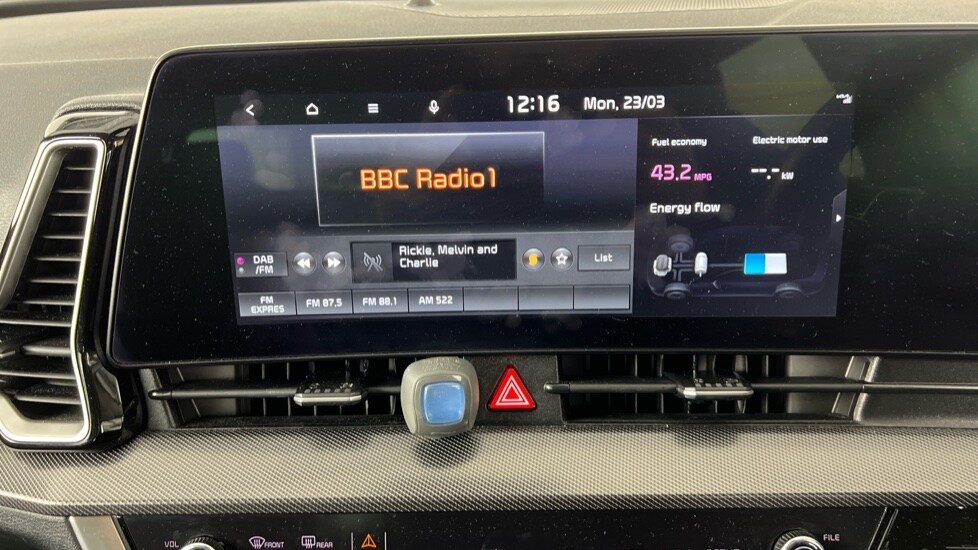 12:16 Mon, 23/03
BBC Radio1
Fuel economy
Electric motor use
43.2 MPG
--.- kW
Energy flow
DAB
/FM
Rickie, Melvin and
Charlie
List
FM
EXPRES
FM 87.5
FM 88.1
AM 522
VOL
FRONT
REAR
FILE